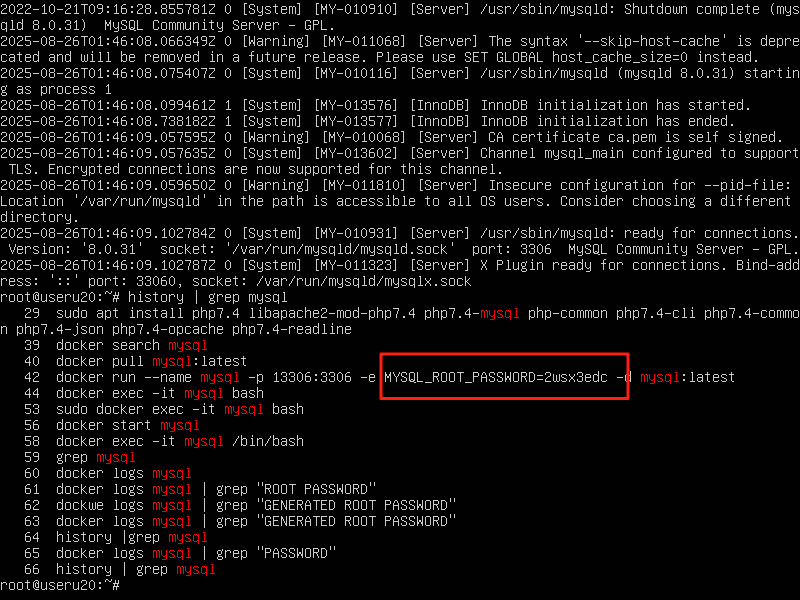 2022-10-21T09:16:28.855781Z 0 [System] [MY-010910] [Server] /usr/sbin/mysqld: Shutdown complete (mys
qld 8.0.31)  MySQL Community Server - GPL.
2025-08-26T01:46:08.066349Z 0 [Warning] [MY-011068] [Server] The syntax '--skip-host-cache' is depre
cated and will be removed in a future release. Please use SET GLOBAL host_cache_size=0 instead.
2025-08-26T01:46:08.075407Z 0 [System] [MY-010116] [Server] /usr/sbin/mysqld (mysqld 8.0.31) startin
g as process 1
2025-08-26T01:46:08.099461Z 1 [System] [MY-013576] [InnoDB] InnoDB initialization has started.
2025-08-26T01:46:08.738182Z 1 [System] [MY-013577] [InnoDB] InnoDB initialization has ended.
2025-08-26T01:46:09.057595Z 0 [Warning] [MY-010068] [Server] CA certificate ca.pem is self signed.
2025-08-26T01:46:09.057635Z 0 [System] [MY-013602] [Server] Channel mysql_main configured to support
 TLS. Encrypted connections are now supported for this channel.
2025-08-26T01:46:09.059650Z 0 [Warning] [MY-011810] [Server] Insecure configuration for --pid-file:
Location '/var/run/mysqld' in the path is accessible to all OS users. Consider choosing a different
directory.
2025-08-26T01:46:09.102784Z 0 [System] [MY-010931] [Server] /usr/sbin/mysqld: ready for connections.
 Version: '8.0.31'  socket: '/var/run/mysqld/mysqld.sock'  port: 3306  MySQL Community Server - GPL.
2025-08-26T01:46:09.102787Z 0 [System] [MY-011323] [Server] X Plugin ready for connections. Bind-add
ress: '::' port: 33060, socket: /var/run/mysqld/mysqlx.sock
root@useru20:~# history | grep mysql
   29  sudo apt install php7.4 libapache2-mod-php7.4 php7.4-mysql php-common php7.4-cli php7.4-commo
n php7.4-json php7.4-opcache php7.4-readline
   39  docker search mysql
   40  docker pull mysql:latest
   42  docker run --name mysql -p 13306:3306 -e MYSQL_ROOT_PASSWORD=2wsx3edc -d mysql:latest
   44  docker exec -it mysql bash
   53  sudo docker exec -it mysql bash
   56  docker start mysql
   58  docker exec -it mysql /bin/bash
   59  grep mysql
   60  docker logs mysql
   61  docker logs mysql | grep "ROOT PASSWORD"
   62  dockwe logs mysql | grep "GENERATED ROOT PASSWORD"
   63  docker logs mysql | grep "GENERATED ROOT PASSWORD"
   64  history |grep mysql
   65  docker logs mysql | grep "PASSWORD"
   66  history | grep mysql
root@useru20:~#